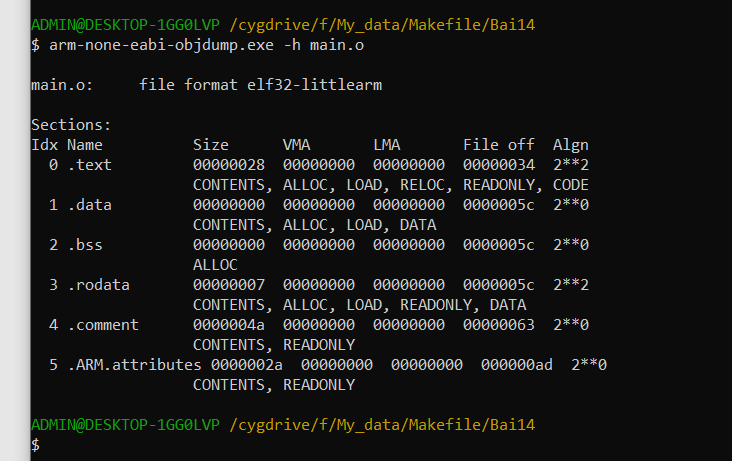 ADMIN@DESKTOP-1GG0LVP /cygdrive/f/My_data/Makefile/Bai14
$ arm-none-eabi-objdump.exe -h main.o
main.o:     file format elf32-littlearm
Sections:
Idx Name          Size      VMA       LMA       File off  Algn
  0 .text         00000028  00000000  00000000  00000034  2**2
                  CONTENTS, ALLOC, LOAD, RELOC, READONLY, CODE
  1 .data         00000000  00000000  00000000  0000005c  2**0
                  CONTENTS, ALLOC, LOAD, DATA
  2 .bss          00000000  00000000  00000000  0000005c  2**0
                  ALLOC
  3 .rodata       00000007  00000000  00000000  0000005c  2**2
                  CONTENTS, ALLOC, LOAD, READONLY, DATA
  4 .comment      0000004a  00000000  00000000  00000063  2**0
                  CONTENTS, READONLY
  5 .ARM.attributes 0000002a  00000000  00000000  000000ad  2**0
                  CONTENTS, READONLY
ADMIN@DESKTOP-1GG0LVP /cygdrive/f/My_data/Makefile/Bai14
$